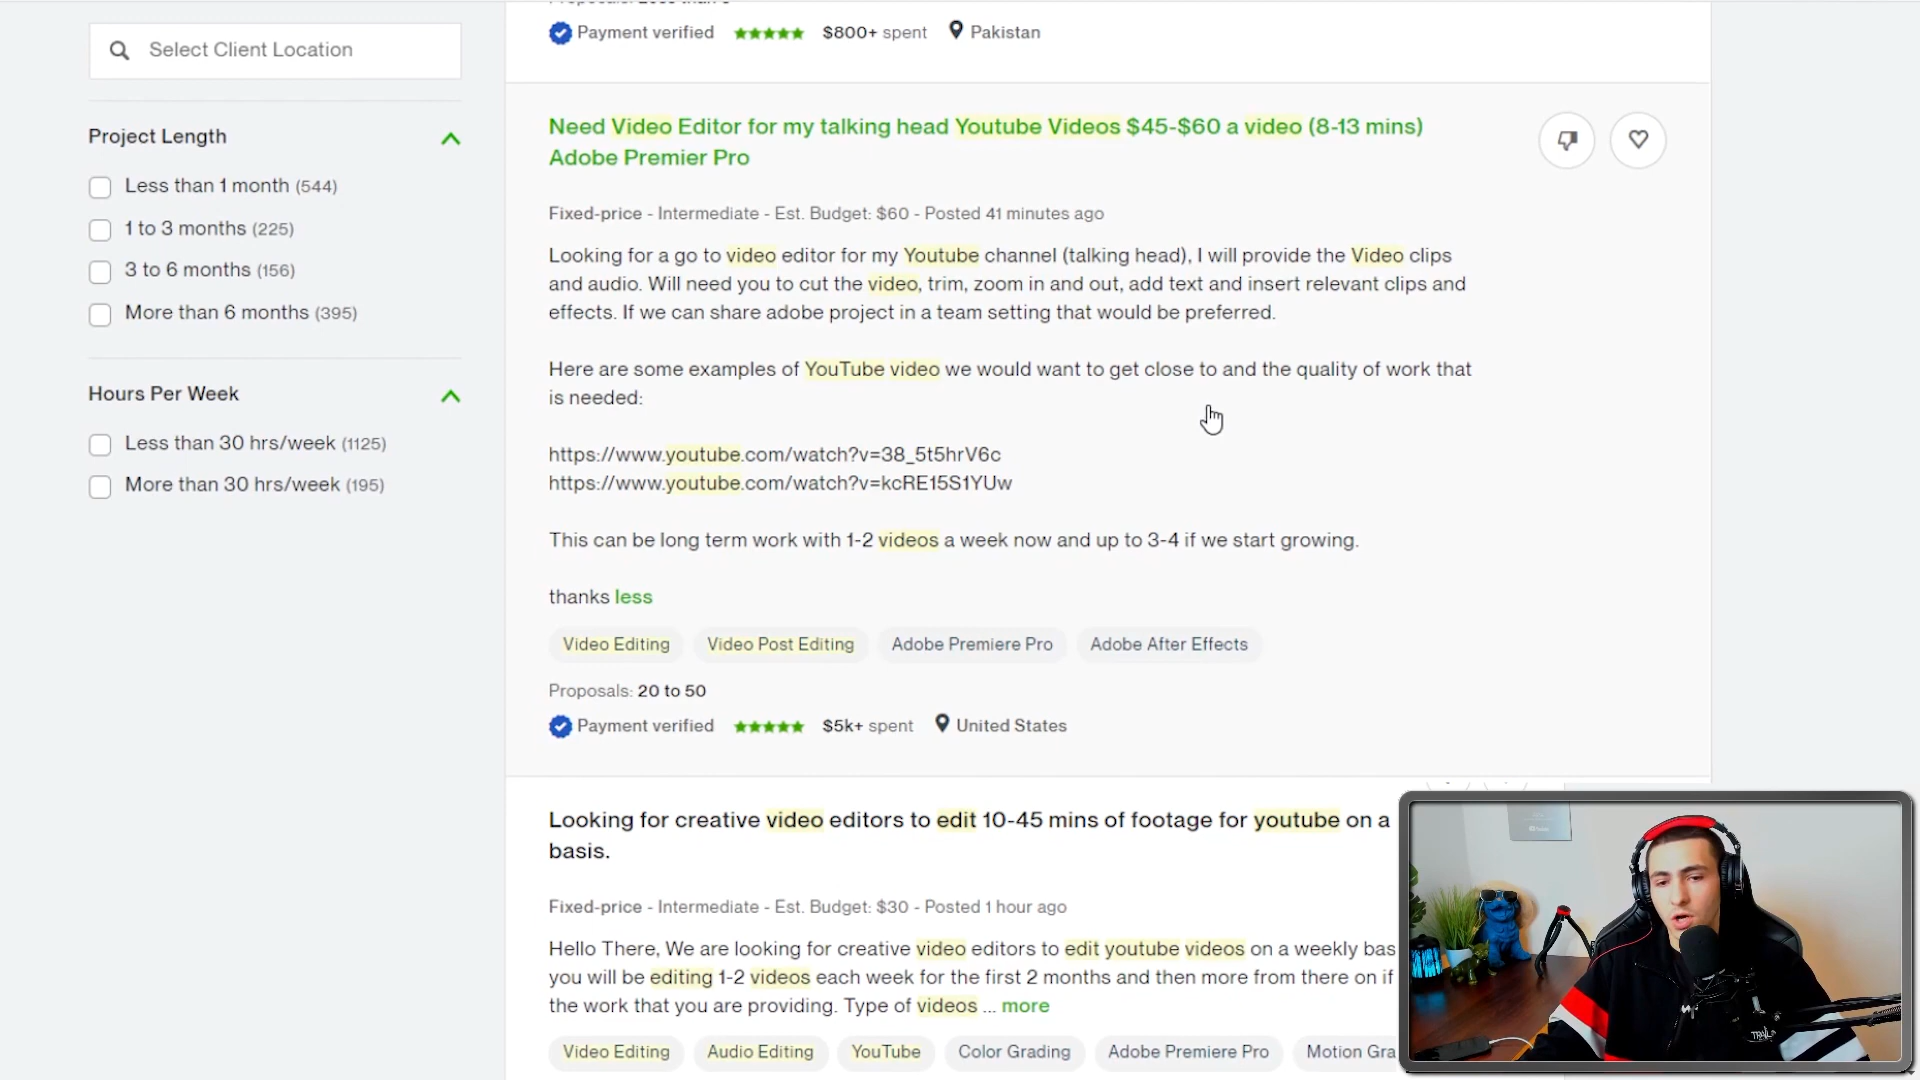 Select Client Location
Project Length
Less than 1 month (544)
1 to 3 months (225)
3 to 6 months (156)
More than 6 months (395)
Hours Per Week
Less than 30 hrs/week (1125)
More than 30 hrs/week (195)
Payment verified $800+ spent Pakistan
Need Video Editor for my talking head Youtube Videos $45-$60 a video (8-13 mins)
Adobe Premier Pro
Fixed-price - Intermediate - Est. Budget: $60 - Posted 41 minutes ago
Looking for a go to video editor for my Youtube channel (talking head), I will provide the Video clips
and audio. Will need you to cut the video, trim, zoom in and out, add text and insert relevant clips and
effects. If we can share adobe project in a team setting that would be preferred.
Here are some examples of YouTube video we would want to get close to and the quality of work that
is needed:
https://www.youtube.com/watch?v=38_5t5hrV6c
https://www.youtube.com/watch?v=kcRE15S1YUw
This can be long term work with 1-2 videos a week now and up to 3-4 if we start growing.
thanks less
Video Editing Video Post Editing Adobe Premiere Pro Adobe After Effects
Proposals: 20 to 50
Payment verified $5k+ spent United States
Looking for creative video editors to edit 10-45 mins of footage for youtube on a
basis.
Fixed-price - Intermediate - Est. Budget: $30 - Posted 1 hour ago
Hello There, We are looking for creative video editors to edit youtube videos on a weekly bas
you will be editing 1-2 videos each week for the first 2 months and then more from there on if
the work that you are providing. Type of videos ... more
Video Editing Audio Editing YouTube Color Grading Adobe Premiere Pro Motion Gra